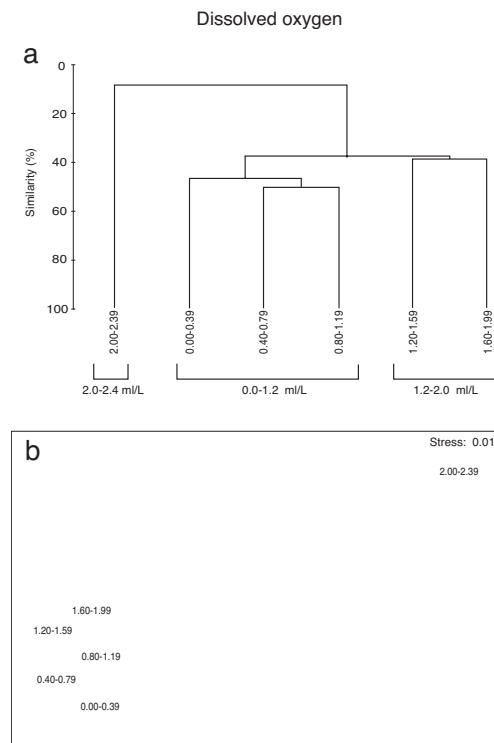 Dissolved oxygen
a
0
20
40
60
80
100
Similarity (%)
2.00-2.39
0.00-0.39
0.40-0.79
0.80-1.19
1.20-1.59
1.60-1.99
2.0-2.4 ml/L
0.0-1.2 ml/L
1.2-2.0 ml/L
b
Stress: 0.01
2.00-2.39
1.60-1.99
1.20-1.59
0.80-1.19
0.40-0.79
0.00-0.39